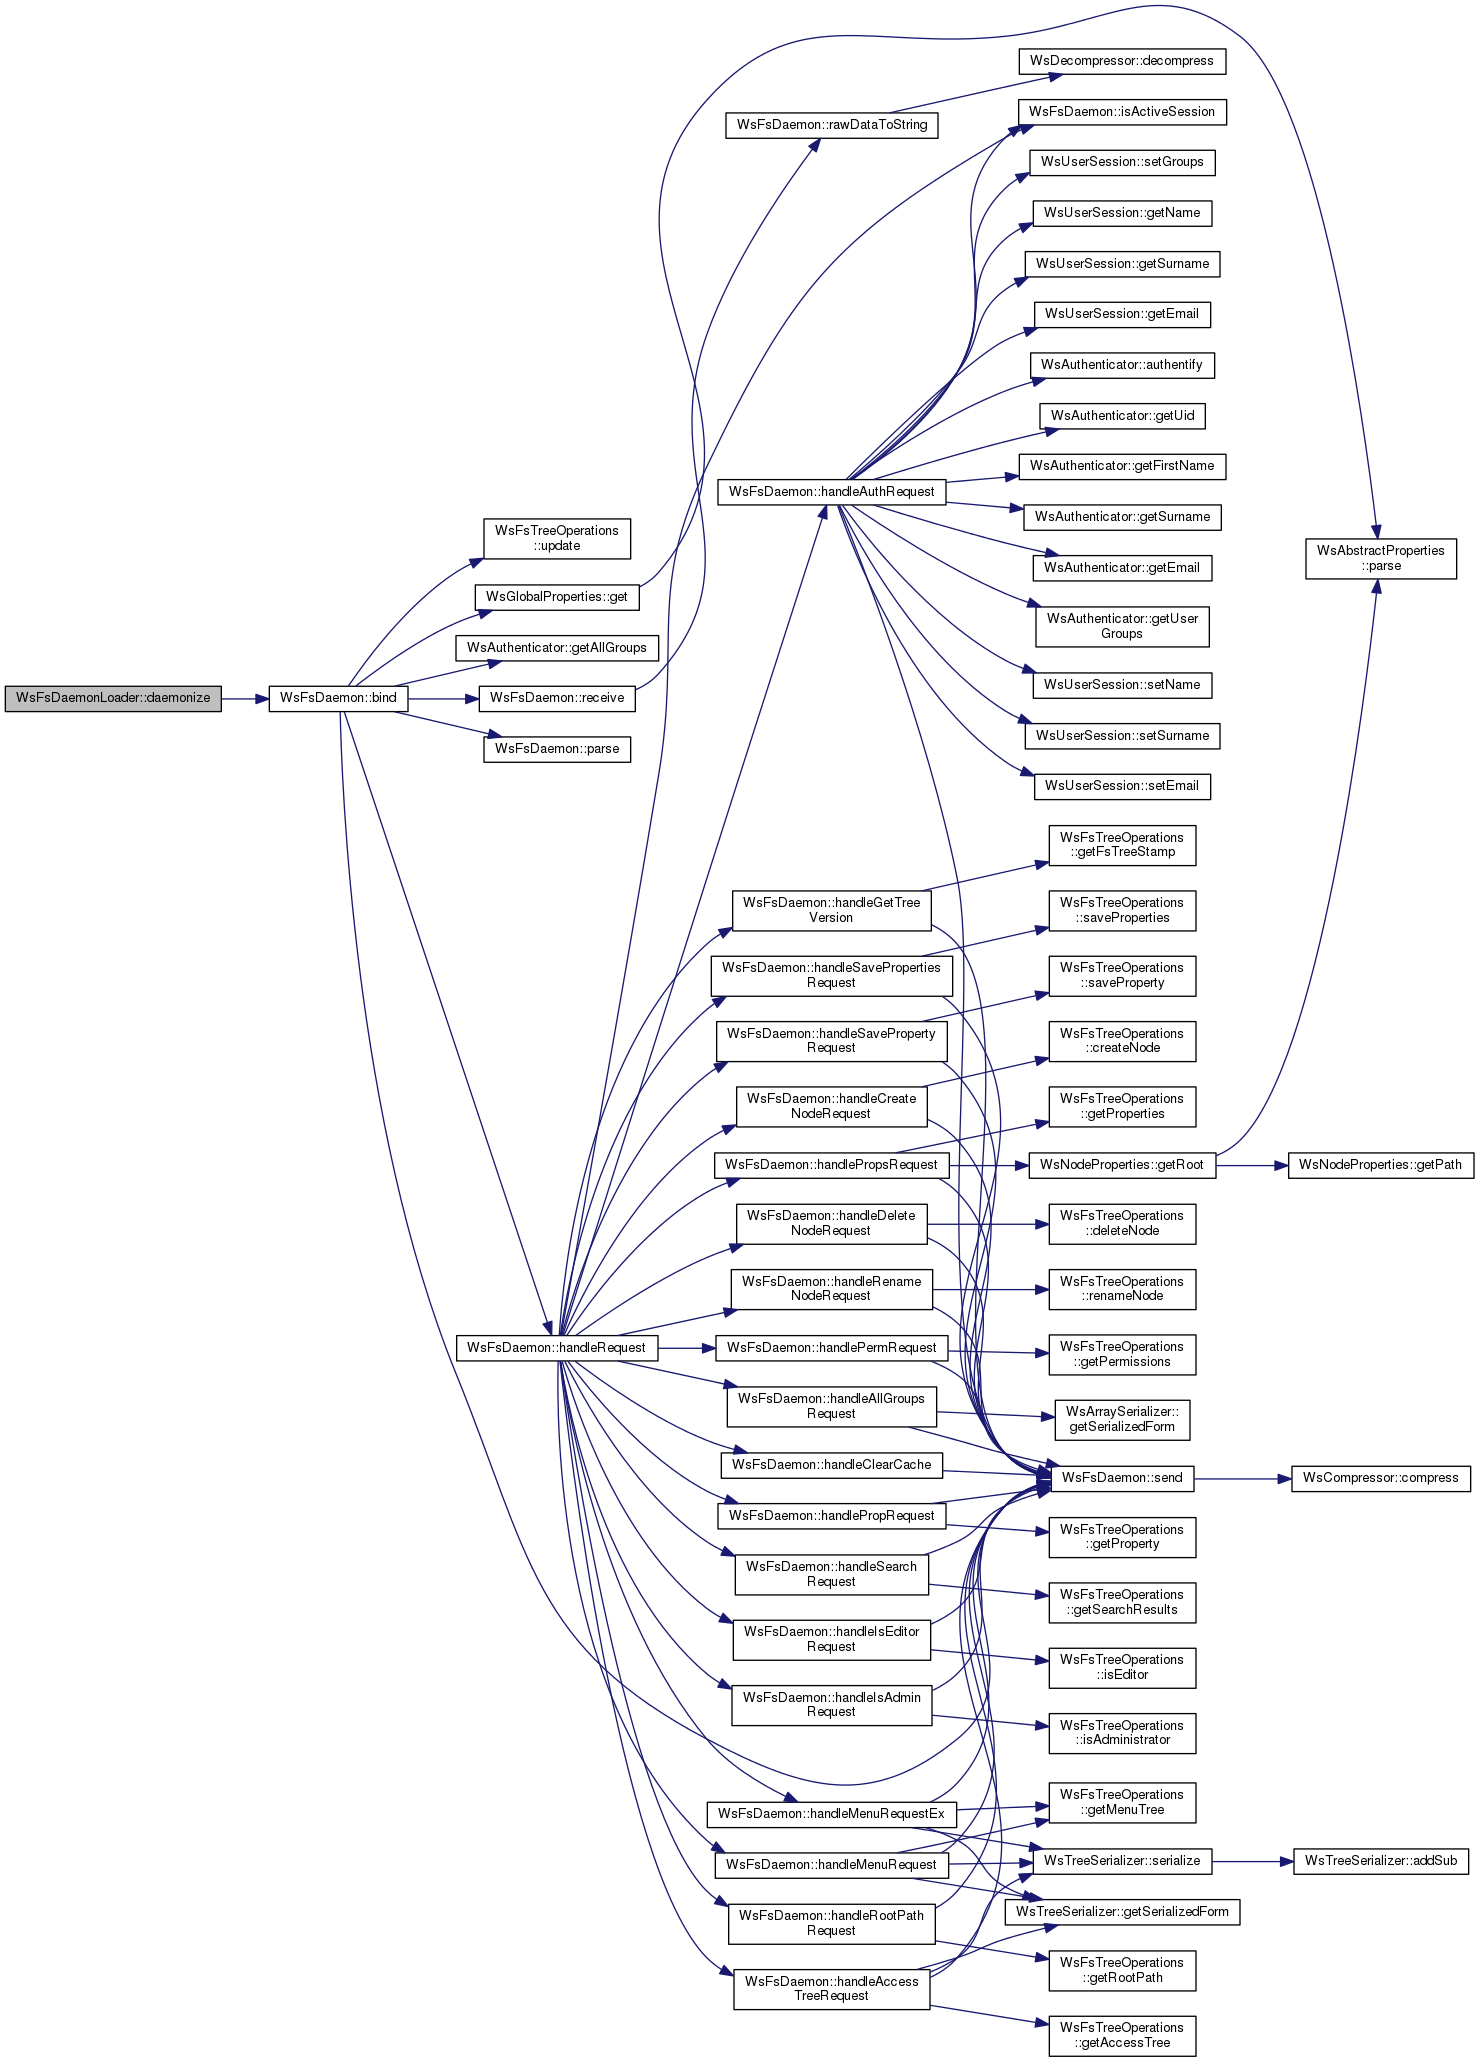 WsFsDaemonLoader::daemonize
WsFsDaemon::bind
WsFsTreeOperations
::update
WsGlobalProperties::get
WsAuthenticator::getAllGroups
WsFsDaemon::receive
WsFsDaemon::parse
WsFsDaemon::handleRequest
WsFsDaemon::rawDataToString
WsFsDaemon::handleAuthRequest
WsFsDaemon::handleGetTree
Version
WsFsDaemon::handleSaveProperties
Request
WsFsDaemon::handleSaveProperty
Request
WsFsDaemon::handleCreate
NodeRequest
WsFsDaemon::handlePropsRequest
WsFsDaemon::handleDelete
NodeRequest
WsFsDaemon::handleRename
NodeRequest
WsFsDaemon::handlePermRequest
WsFsDaemon::handleAllGroups
Request
WsFsDaemon::handleClearCache
WsFsDaemon::handlePropRequest
WsFsDaemon::handleSearch
Request
WsFsDaemon::handleIsEditor
Request
WsFsDaemon::handleIsAdmin
Request
WsFsDaemon::handleMenuRequestEx
WsFsDaemon::handleMenuRequest
WsFsDaemon::handleRootPath
Request
WsFsDaemon::handleAccess
TreeRequest
WsDecompressor::decompress
WsFsDaemon::isActiveSession
WsUserSession::setGroups
WsUserSession::getName
WsUserSession::getSurname
WsUserSession::getEmail
WsAuthenticator::authentify
WsAuthenticator::getUid
WsAuthenticator::getFirstName
WsAuthenticator::getSurname
WsAuthenticator::getEmail
WsAuthenticator::getUser
Groups
WsUserSession::setName
WsUserSession::setSurname
WsUserSession::setEmail
WsFsTreeOperations
::getFsTreeStamp
WsFsTreeOperations
::saveProperties
WsFsTreeOperations
::saveProperty
WsFsTreeOperations
::createNode
WsFsTreeOperations
::getProperties
WsNodeProperties::getRoot
WsFsTreeOperations
::deleteNode
WsFsTreeOperations
::renameNode
WsFsTreeOperations
::getPermissions
WsArraySerializer::
getSerializedForm
WsFsDaemon::send
WsFsTreeOperations
::getProperty
WsFsTreeOperations
::getSearchResults
WsFsTreeOperations
::isEditor
WsFsTreeOperations
::isAdministrator
WsFsTreeOperations
::getMenuTree
WsTreeSerializer::serialize
WsTreeSerializer::getSerializedForm
WsFsTreeOperations
::getRootPath
WsFsTreeOperations
::getAccessTree
WsAbstractProperties
::parse
WsNodeProperties::getPath
WsCompressor::compress
WsTreeSerializer::addSub